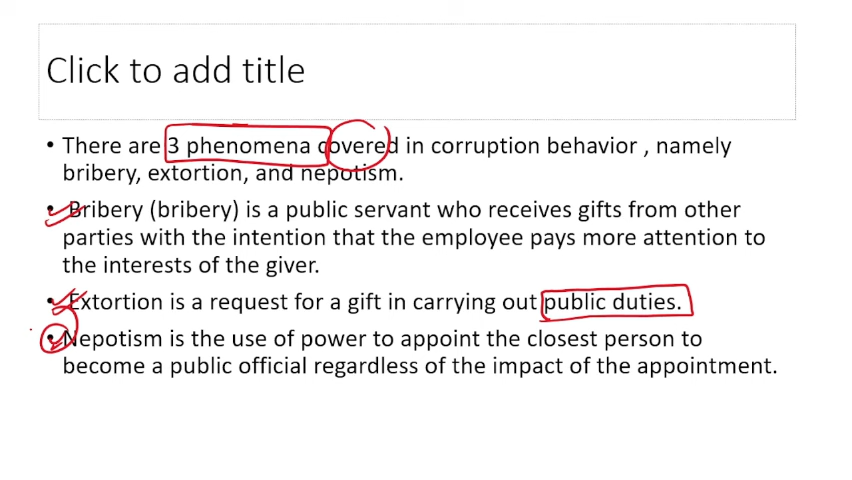 Click to add title
• There are 3 phenomena covered in corruption behavior , namely
bribery, extortion, and nepotism.
• Bribery (bribery) is a public servant who receives gifts from other
parties with the intention that the employee pays more attention to
the interests of the giver.
• Extortion is a request for a gift in carrying out public duties.
• Nepotism is the use of power to appoint the closest person to
become a public official regardless of the impact of the appointment.